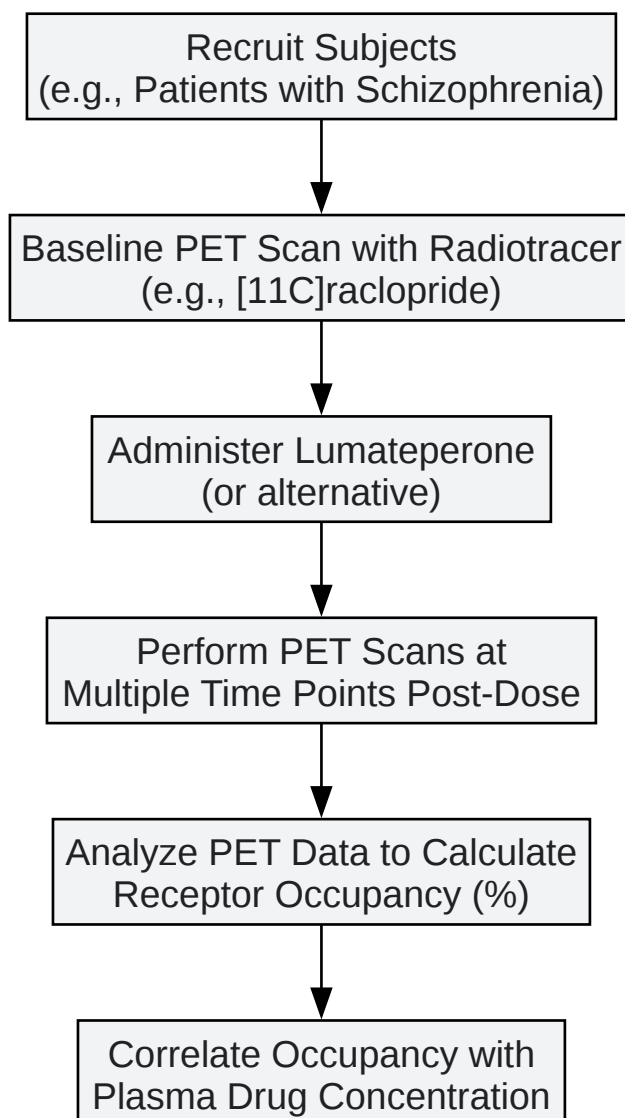 Recruit Subjects
(e.g., Patients with Schizophrenia)
Baseline PET Scan with Radiotracer
(e.g., [11C]raclopride)
Administer Lumateperone
(or alternative)
Perform PET Scans at
Multiple Time Points Post-Dose
Analyze PET Data to Calculate
Receptor Occupancy (%)
Correlate Occupancy with
Plasma Drug Concentration